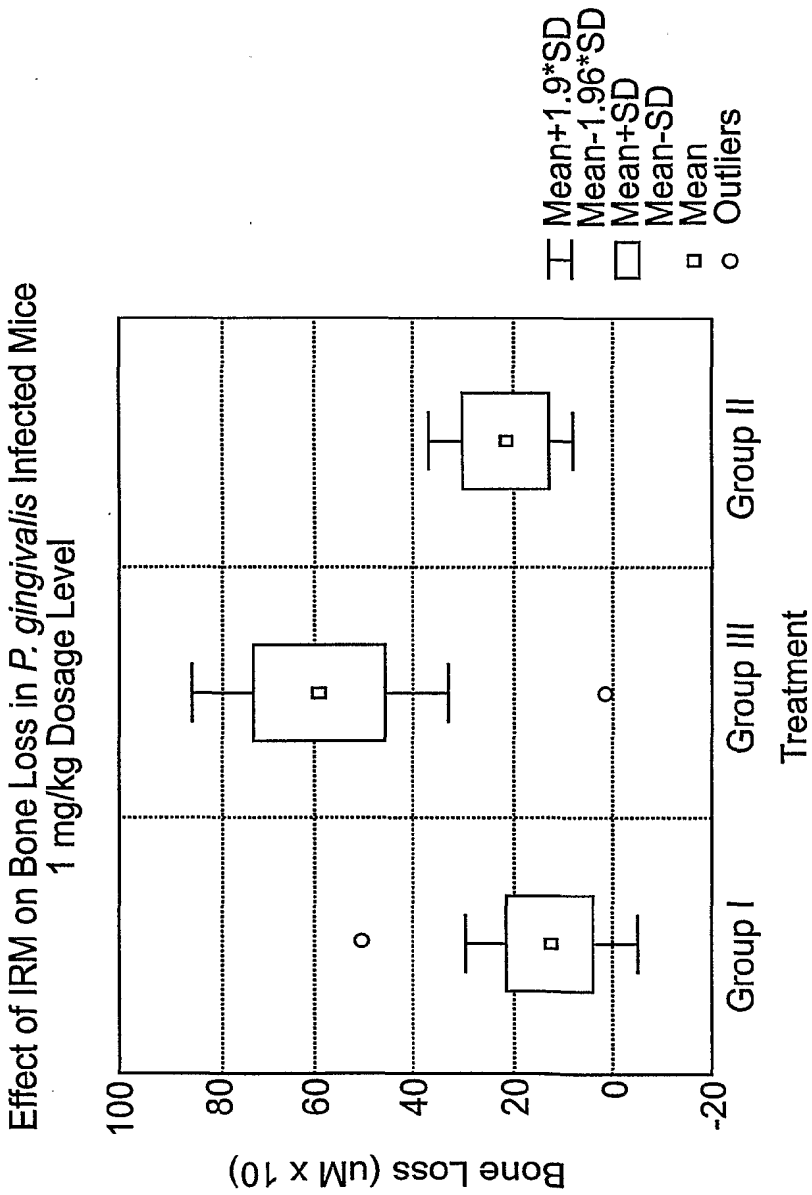 Effect of IRM on Bone Loss in P. gingivalis Infected Mice
1 mg/kg Dosage Level
Bone Loss (uM x 10)
100
80
60
40
20
0
-20
Group I
Group III
Group II
Treatment
Mean+1.9*SD
Mean-1.96*SD
Mean+SD
Mean-SD
Mean
Outliers